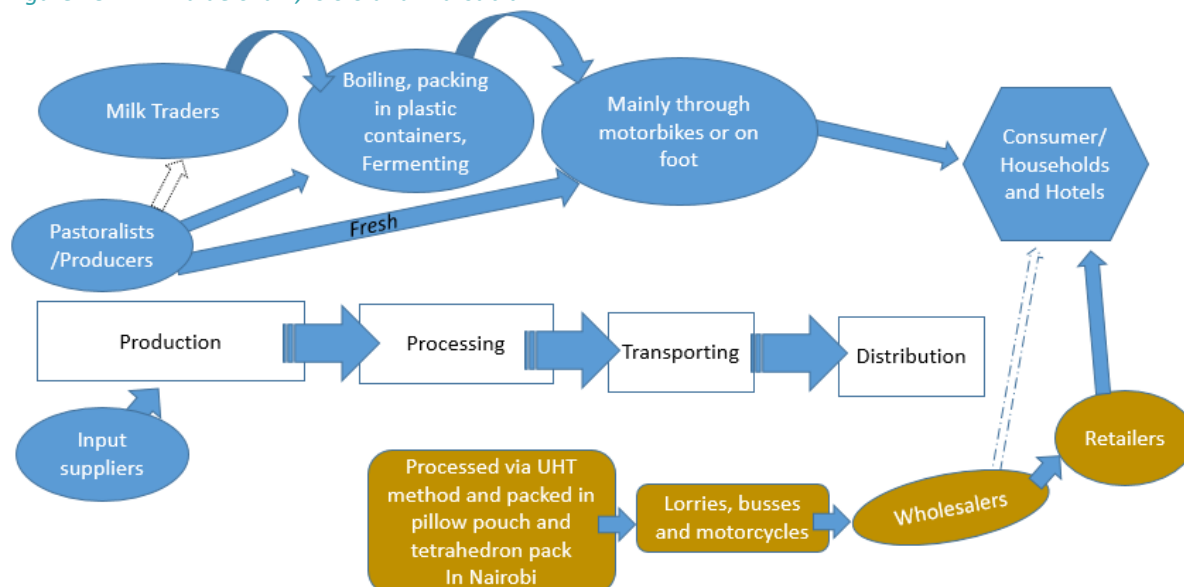 Milk Traders
Boiling, packing
in plastic
containers,
Fermenting
Mainly through
motorbikes or on
foot
Consumer/
Households
and Hotels
Pastoralists
/Producers
Fresh
Production
Processing
Transporting
Distribution
Input
suppliers
Processed via UHT
method and packed in
pillow pouch and
tetrahedron pack
In Nairobi
Lorries, busses
and motorcycles
Wholesalers
Retailers